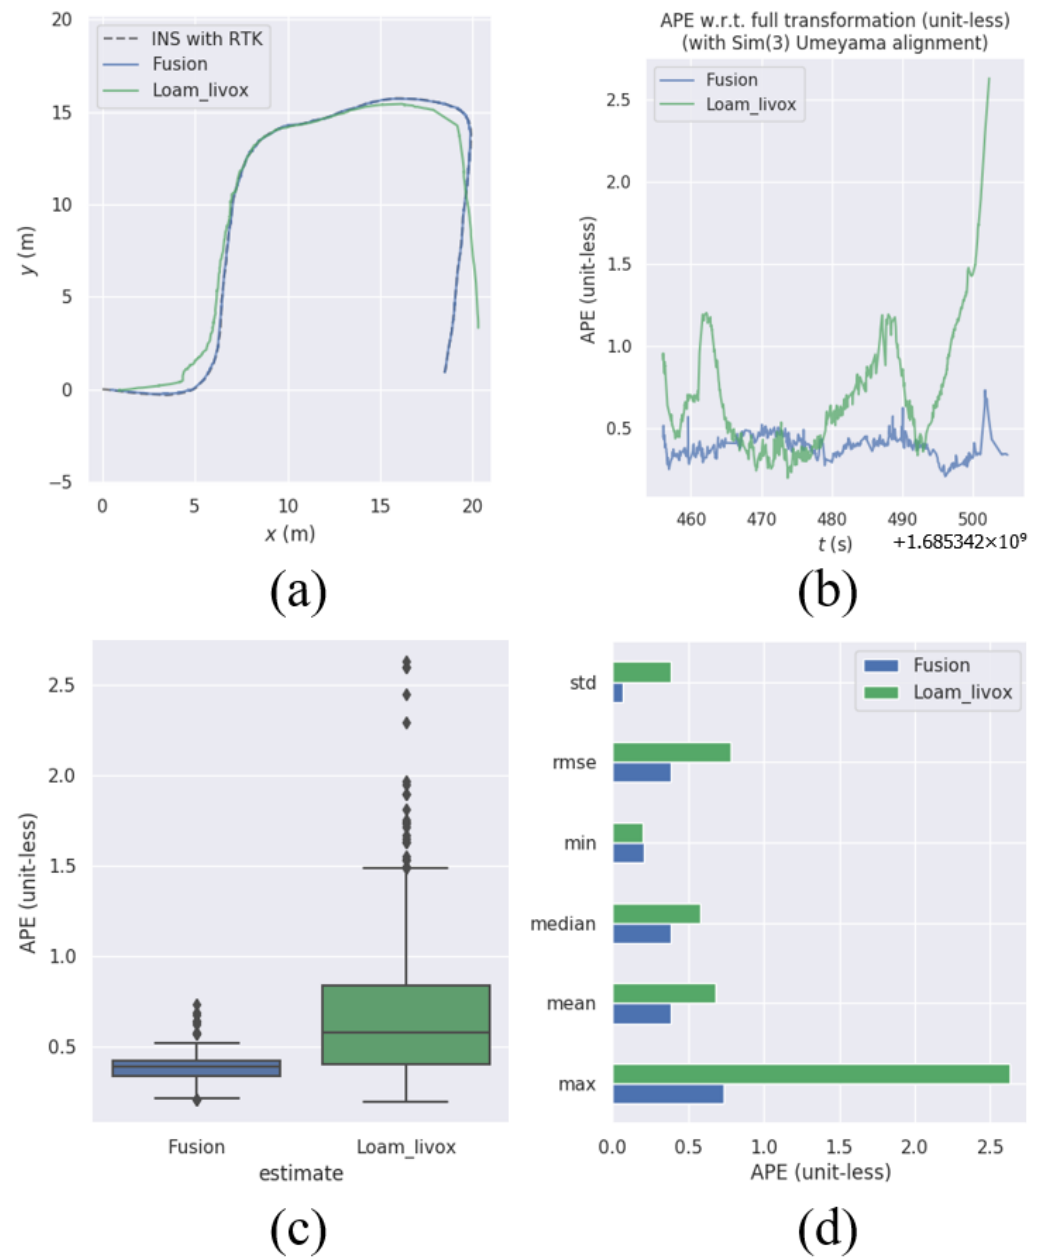 INS with RTK
Fusion
Loam_livox
20
15
10
5
0
−5
y (m)
0 5 10 15 20
x (m)
(a)
APE w.r.t. full transformation (unit-less)
(with Sim(3) Umeyama alignment)
Fusion
Loam_livox
2.5
2.0
1.5
1.0
0.5
APE (unit-less)
460 470 480 490 500
t (s) +1.685342×10⁹
(b)
2.5
2.0
1.5
1.0
0.5
APE (unit-less)
Fusion Loam_livox
estimate
(c)
Fusion
Loam_livox
std
rmse
min
median
mean
max
0.0 0.5 1.0 1.5 2.0 2.5
APE (unit-less)
(d)